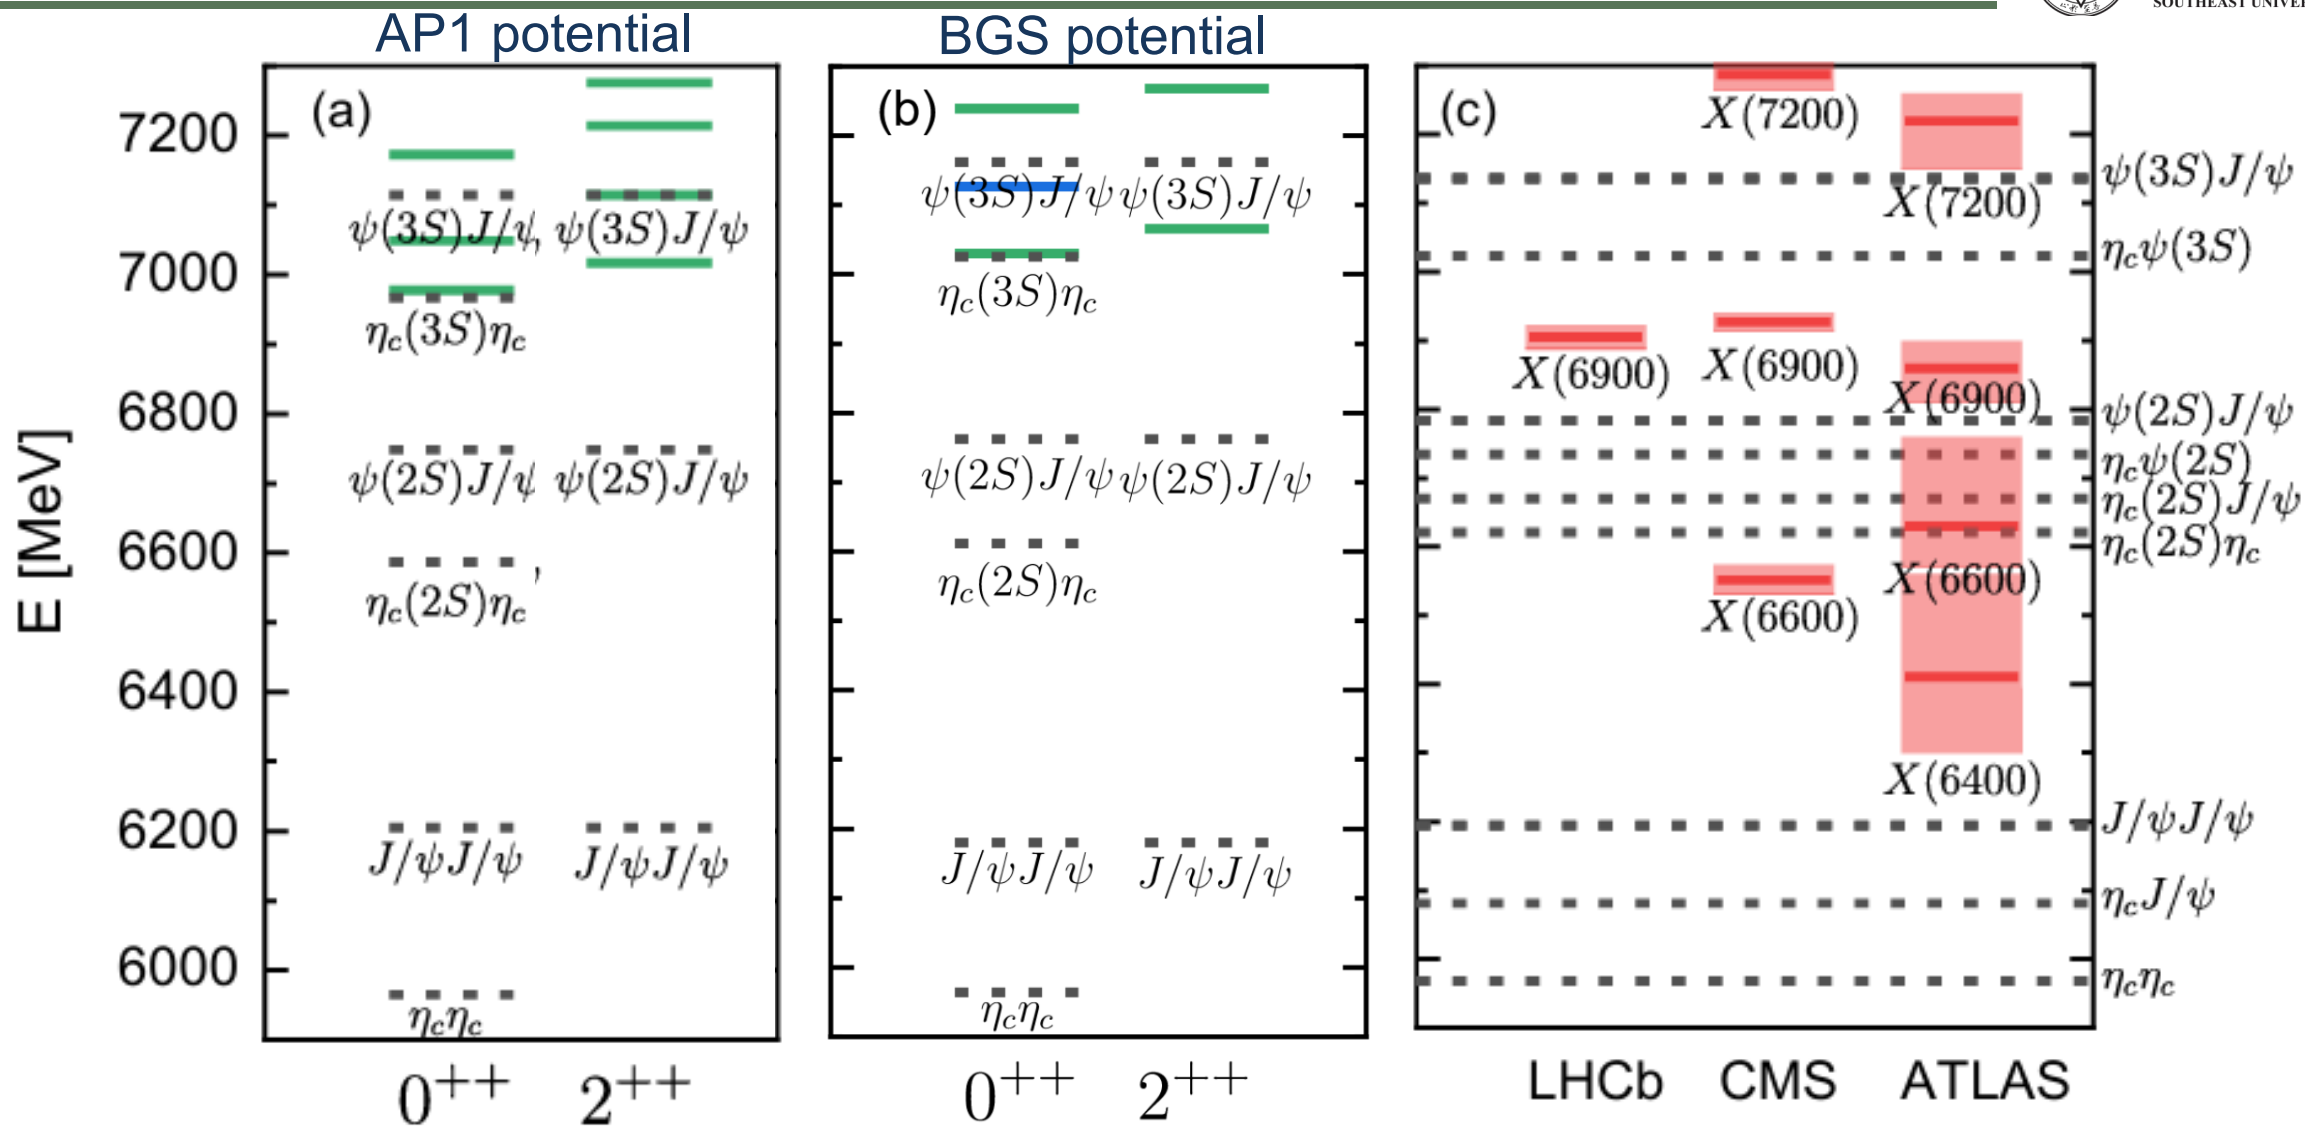 SOUTHEAST UNIVER
AP1 potential
BGS potential
E [MeV]
7200
7000
6800
6600
6400
6200
6000
(a)
ψ(3S)J/ψ, ψ(3S)J/ψ
η_c(3S)η_c
ψ(2S)J/ψ ψ(2S)J/ψ
,
η_c(2S)η_c
J/ψJ/ψ J/ψJ/ψ
η_cη_c
0⁺⁺ 2⁺⁺
(b)
ψ(3S)J/ψ ψ(3S)J/ψ
η_c(3S)η_c
ψ(2S)J/ψ ψ(2S)J/ψ
η_c(2S)η_c
J/ψJ/ψ J/ψJ/ψ
η_cη_c
0⁺⁺ 2⁺⁺
(c)
X(7200)
X(7200)
X(6900)
X(6900)
X(6900)
X(6600)
X(6600)
X(6400)
ψ(3S)J/ψ
η_cψ(3S)
ψ(2S)J/ψ
η_cψ(2S)
η_c(2S)J/ψ
η_c(2S)η_c
J/ψJ/ψ
η_cJ/ψ
η_cη_c
LHCb CMS ATLAS